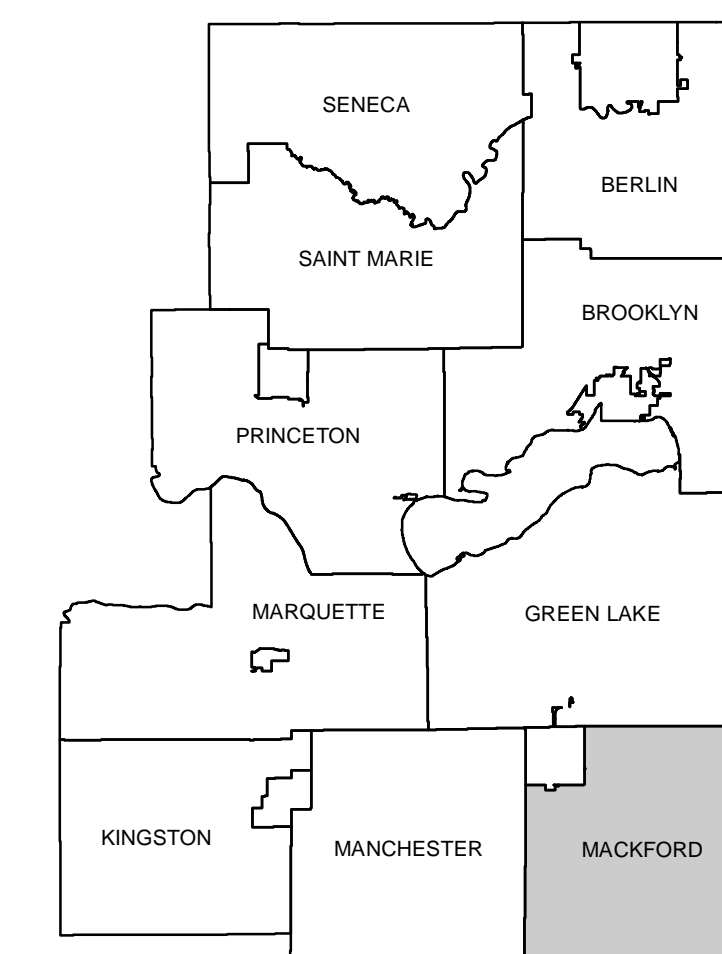 SENECA
BERLIN
SAINT MARIE
BROOKLYN
PRINCETON
MARQUETTE
GREEN LAKE
KINGSTON
MANCHESTER
MACKFORD